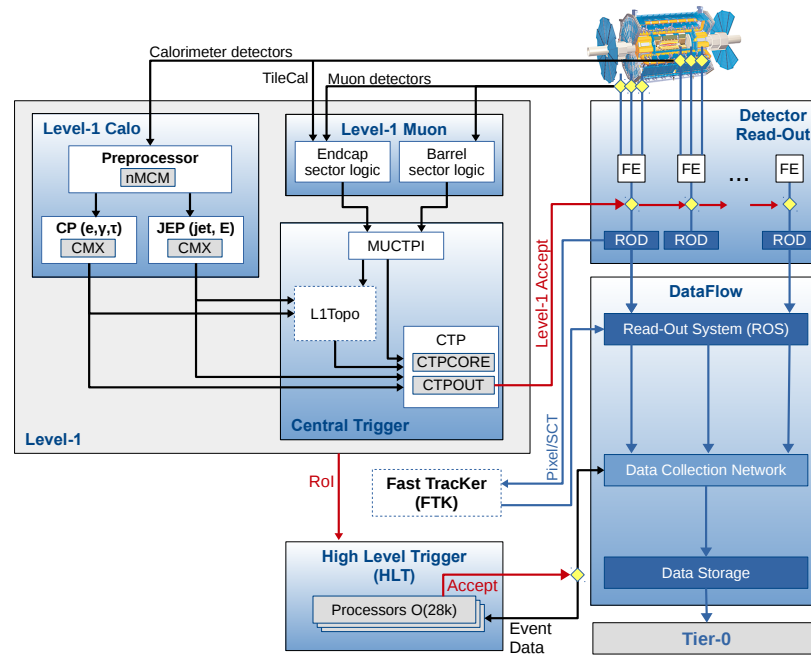 Calorimeter detectors
TileCal
Muon detectors
Level-1 Calo
Preprocessor
nMCM
CP (e,γ,τ)
CMX
JEP (jet, E)
CMX
Level-1 Muon
Endcap
sector logic
Barrel
sector logic
MUCTPI
L1Topo
CTP
CTPCORE
CTPOUT
Central Trigger
Level-1
Level-1 Accept
Detector
Read-Out
FE
FE
...
FE
ROD
ROD
ROD
DataFlow
Read-Out System (ROS)
Data Collection Network
Data Storage
Tier-0
Pixel/SCT
RoI
Fast TracKer
(FTK)
High Level Trigger
(HLT)
Accept
Processors O(28k)
Event
Data